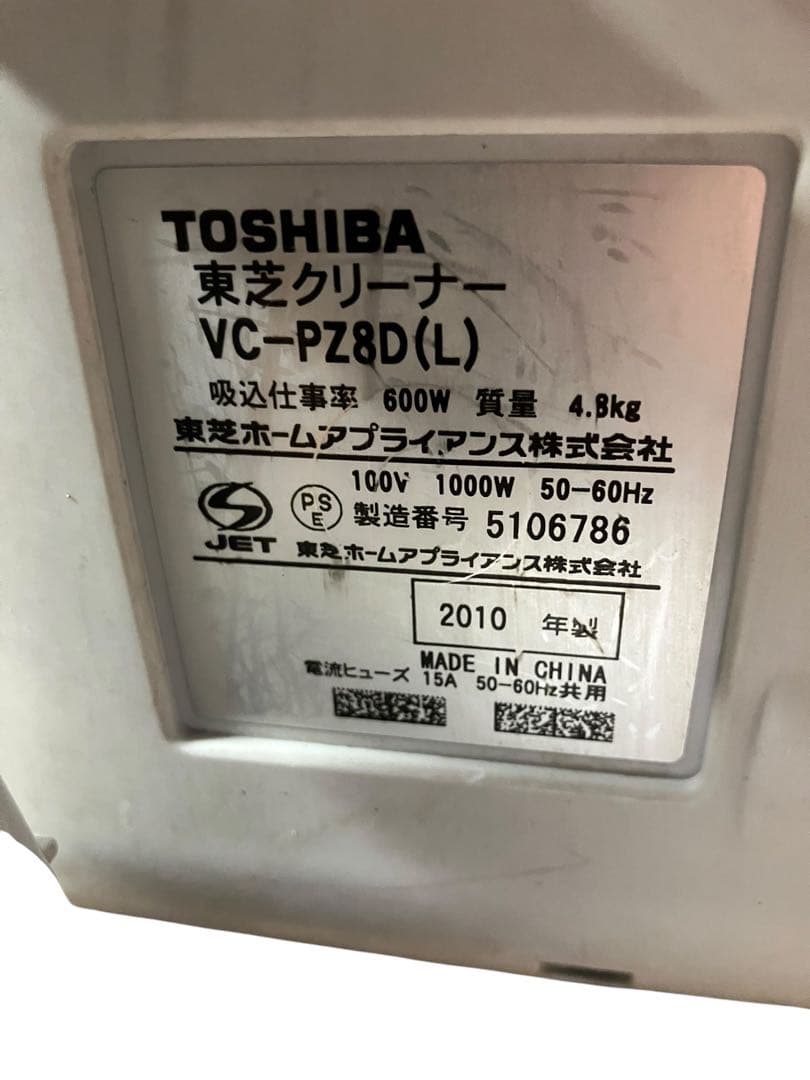 TOSHIBA
東芝クリーナー
VC-PZ8D(L)
吸込仕事率 600W 質量 4.8kg
東芝ホームアプライアンス株式会社
100V 1000W 50-60Hz
PS
E
製造番号 5106786
JET 東芝ホームアプライアンス株式会社
2010 年製
MADE IN CHINA
電流ヒューズ 15A 50-60Hz共用